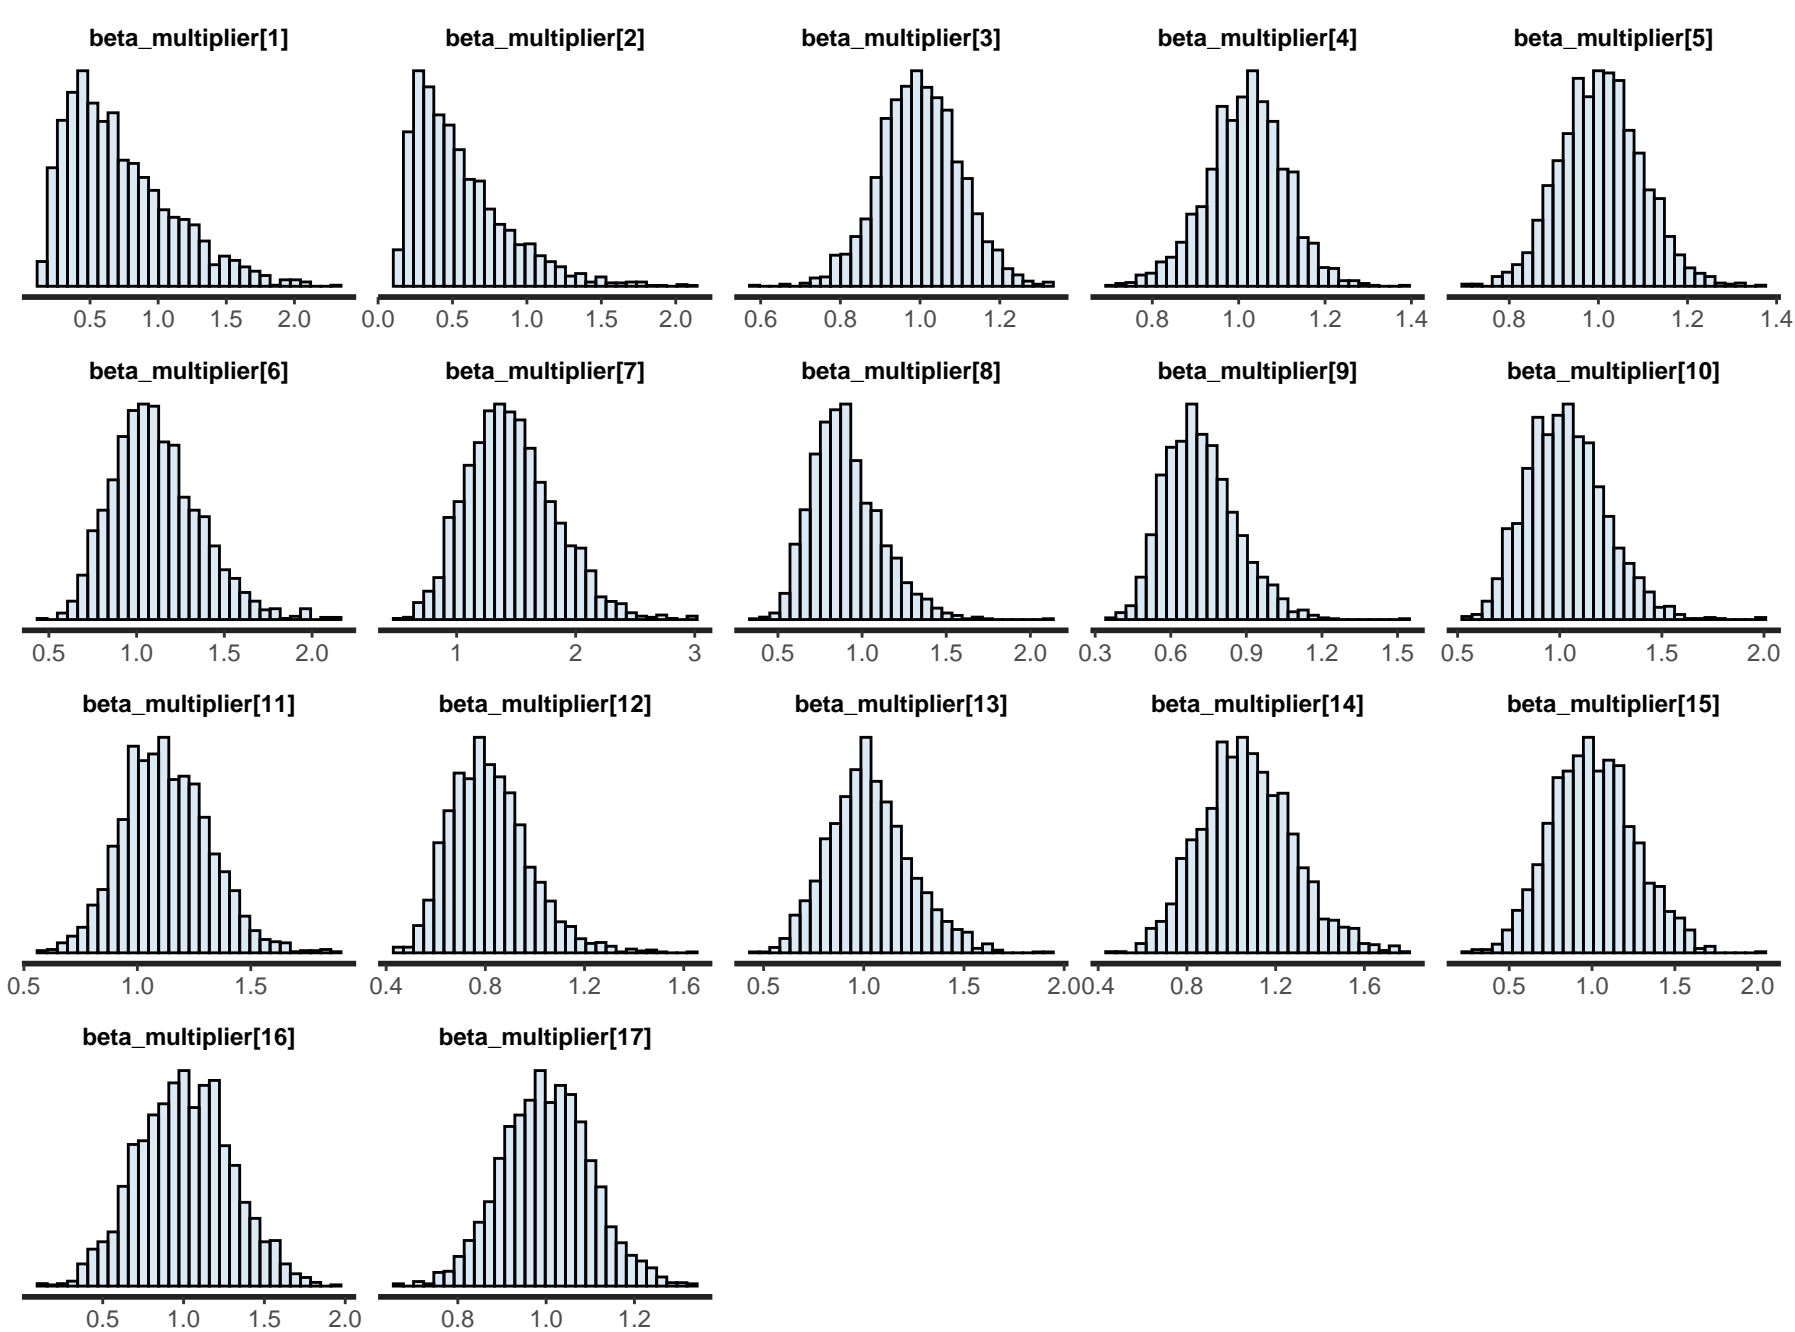 beta_multiplier[1] beta_multiplier[2] beta_multiplier[3] beta_multiplier[4] beta_multiplier[5]
0.5 1.0 1.5 2.0 0.0 0.5 1.0 1.5 2.0 0.6 0.8 1.0 1.2 0.8 1.0 1.2 1.4 0.8 1.0 1.2 1.4
beta_multiplier[6] beta_multiplier[7] beta_multiplier[8] beta_multiplier[9] beta_multiplier[10]
0.5 1.0 1.5 2.0 1 2 3 0.5 1.0 1.5 2.0 0.3 0.6 0.9 1.2 1.5 0.5 1.0 1.5 2.0
beta_multiplier[11] beta_multiplier[12] beta_multiplier[13] beta_multiplier[14] beta_multiplier[15]
0.5 1.0 1.5 0.4 0.8 1.2 1.6 0.5 1.0 1.5 2.0 0.4 0.8 1.2 1.6 0.5 1.0 1.5 2.0
beta_multiplier[16] beta_multiplier[17]
0.5 1.0 1.5 2.0 0.8 1.0 1.2